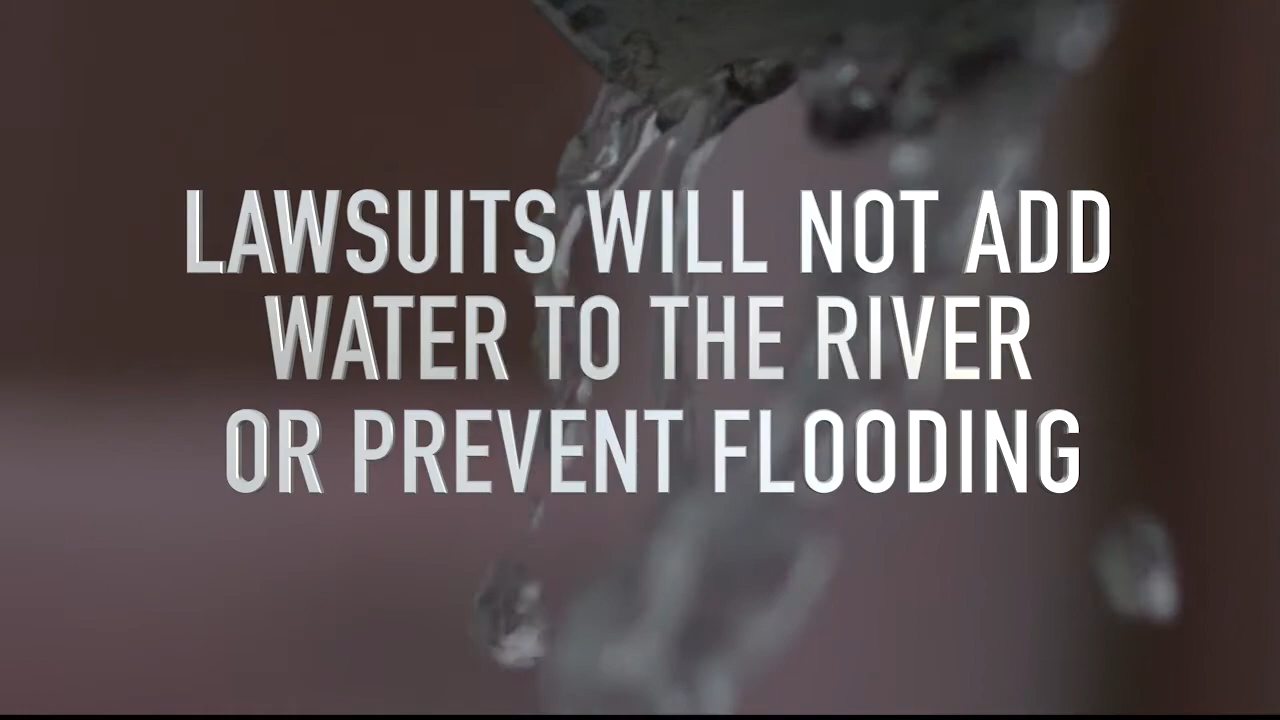 LAWSUITS WILL NOT ADD
WATER TO THE RIVER
OR PREVENT FLOODING